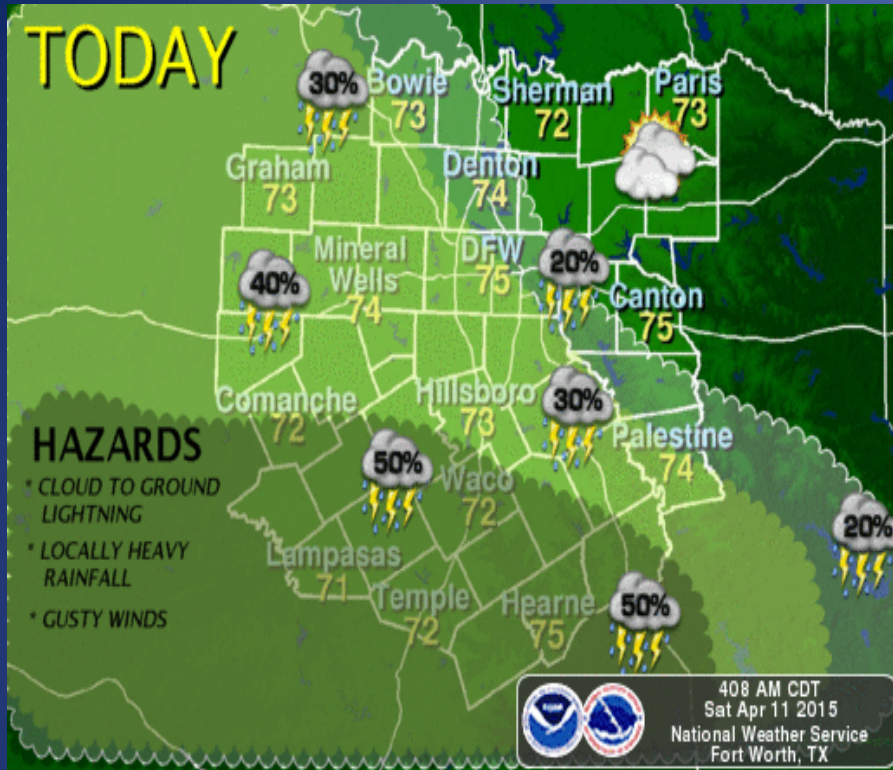 TODAY
30%
Bowie
73
Sherman
72
Paris
73
Graham
73
Denton
74
Mineral
Wells
74
DFW
75
20%
40%
Canton
75
Comanche
72
Hillsboro
73
30%
Palestine
74
HAZARDS
* CLOUD TO GROUND
LIGHTNING
* LOCALLY HEAVY
RAINFALL
* GUSTY WINDS
50%
Waco
72
20%
Lampasas
71
Temple
72
Hearne
75
50%
408 AM CDT
Sat Apr 11 2015
National Weather Service
Fort Worth, TX